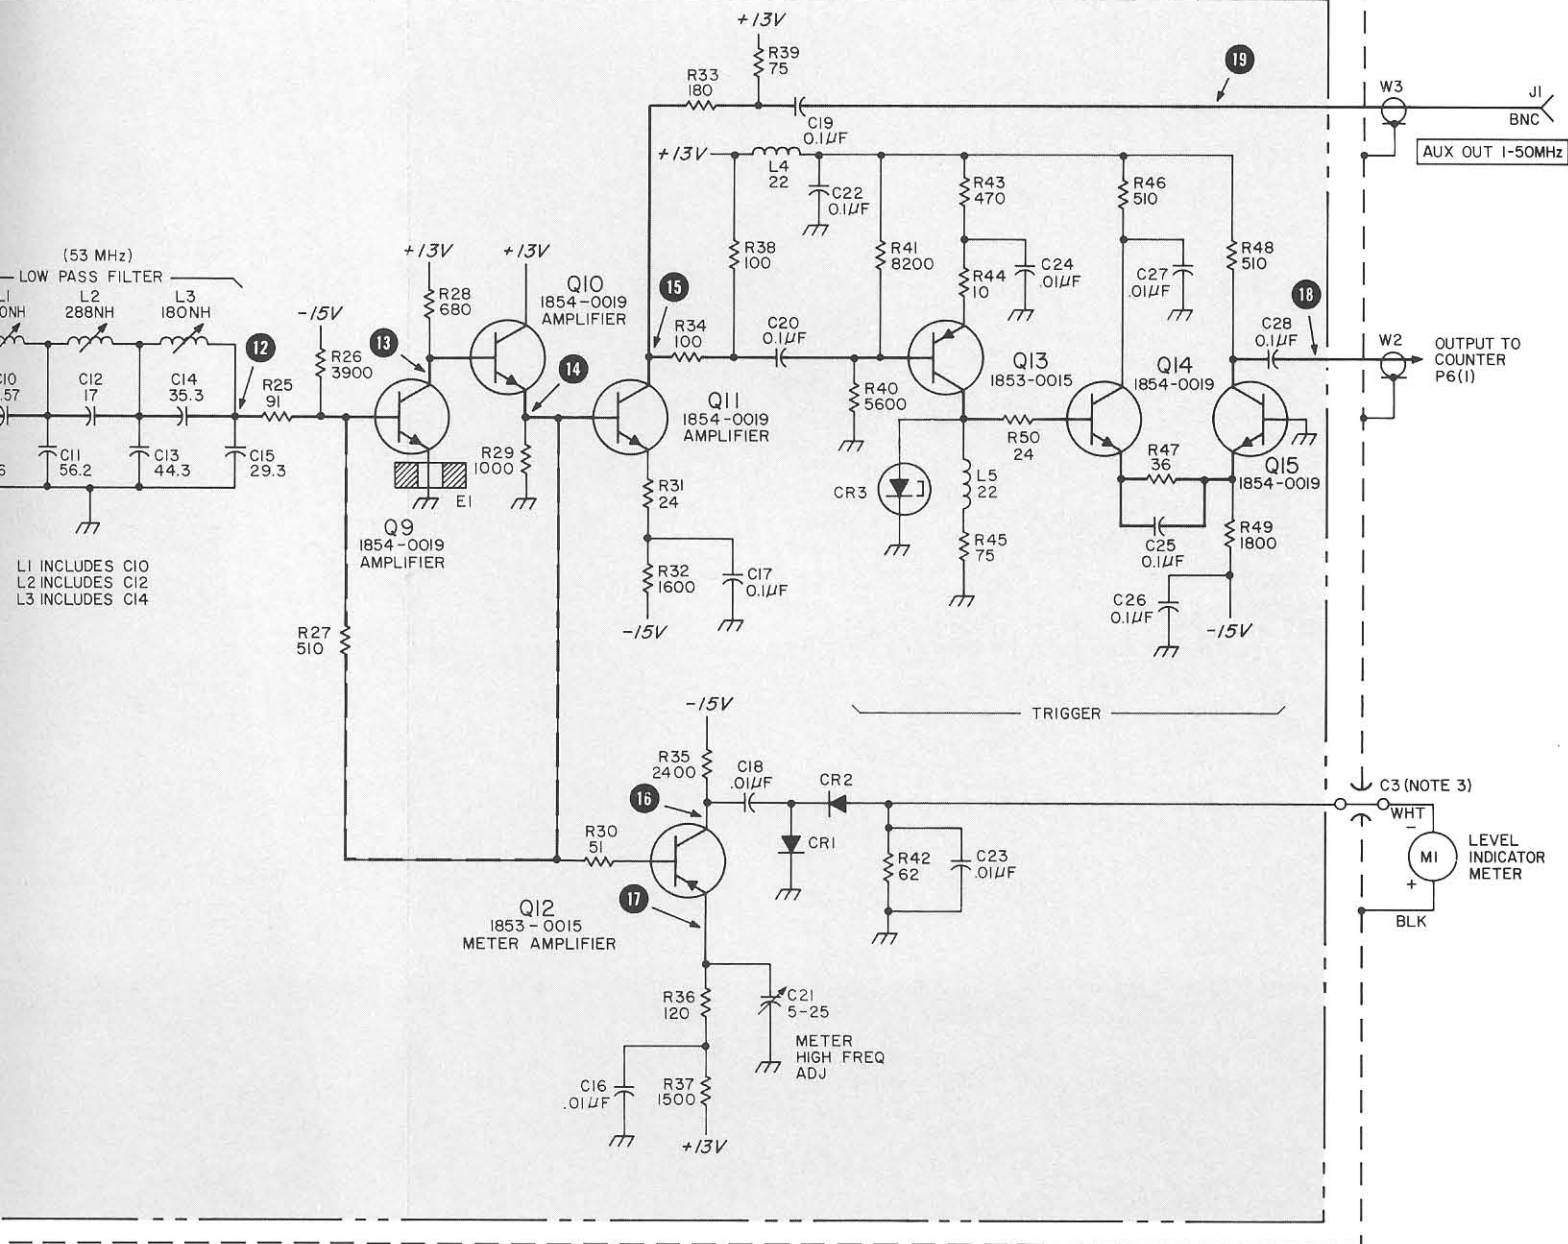 +13V
R39
75
19
R33
180
W3
J1
BNC
C19
0.1µF
AUX OUT 1-50MHz
+13V
L4
22
C22
0.1µF
R43
470
R46
510
(53 MHz)
LOW PASS FILTER
L2
288NH
L3
180NH
+13V
+13V
Q10
1854-0019
AMPLIFIER
R38
100
R41
8200
R44
10
C24
.01µF
C27
.01µF
R48
510
15
18
-15V
R28
680
R34
100
C20
0.1µF
C28
0.1µF
W2
OUTPUT TO
COUNTER
P6(1)
12
13
14
R26
3900
.57
C12
17
C14
35.3
R25
91
Q13
1853-0015
Q14
1854-0019
R40
5600
Q11
1854-0019
AMPLIFIER
R50
24
C11
56.2
C13
44.3
C15
29.3
R29
1000
E1
R31
24
CR3
L5
22
R47
36
Q15
1854-0019
Q9
1854-0019
AMPLIFIER
R45
75
C25
0.1µF
R49
1800
L1 INCLUDES C10
L2 INCLUDES C12
L3 INCLUDES C14
R32
1600
C17
0.1µF
C26
0.1µF
-15V
-15V
R27
510
-15V
TRIGGER
R35
2400
C18
.01µF
CR2
16
C3 (NOTE 3)
WHT
-
R30
51
CR1
R42
62
C23
.01µF
M1
+
LEVEL
INDICATOR
METER
BLK
17
Q12
1853-0015
METER AMPLIFIER
R36
120
C21
5-25
METER
HIGH FREQ
ADJ
C16
.01µF
R37
1500
+13V